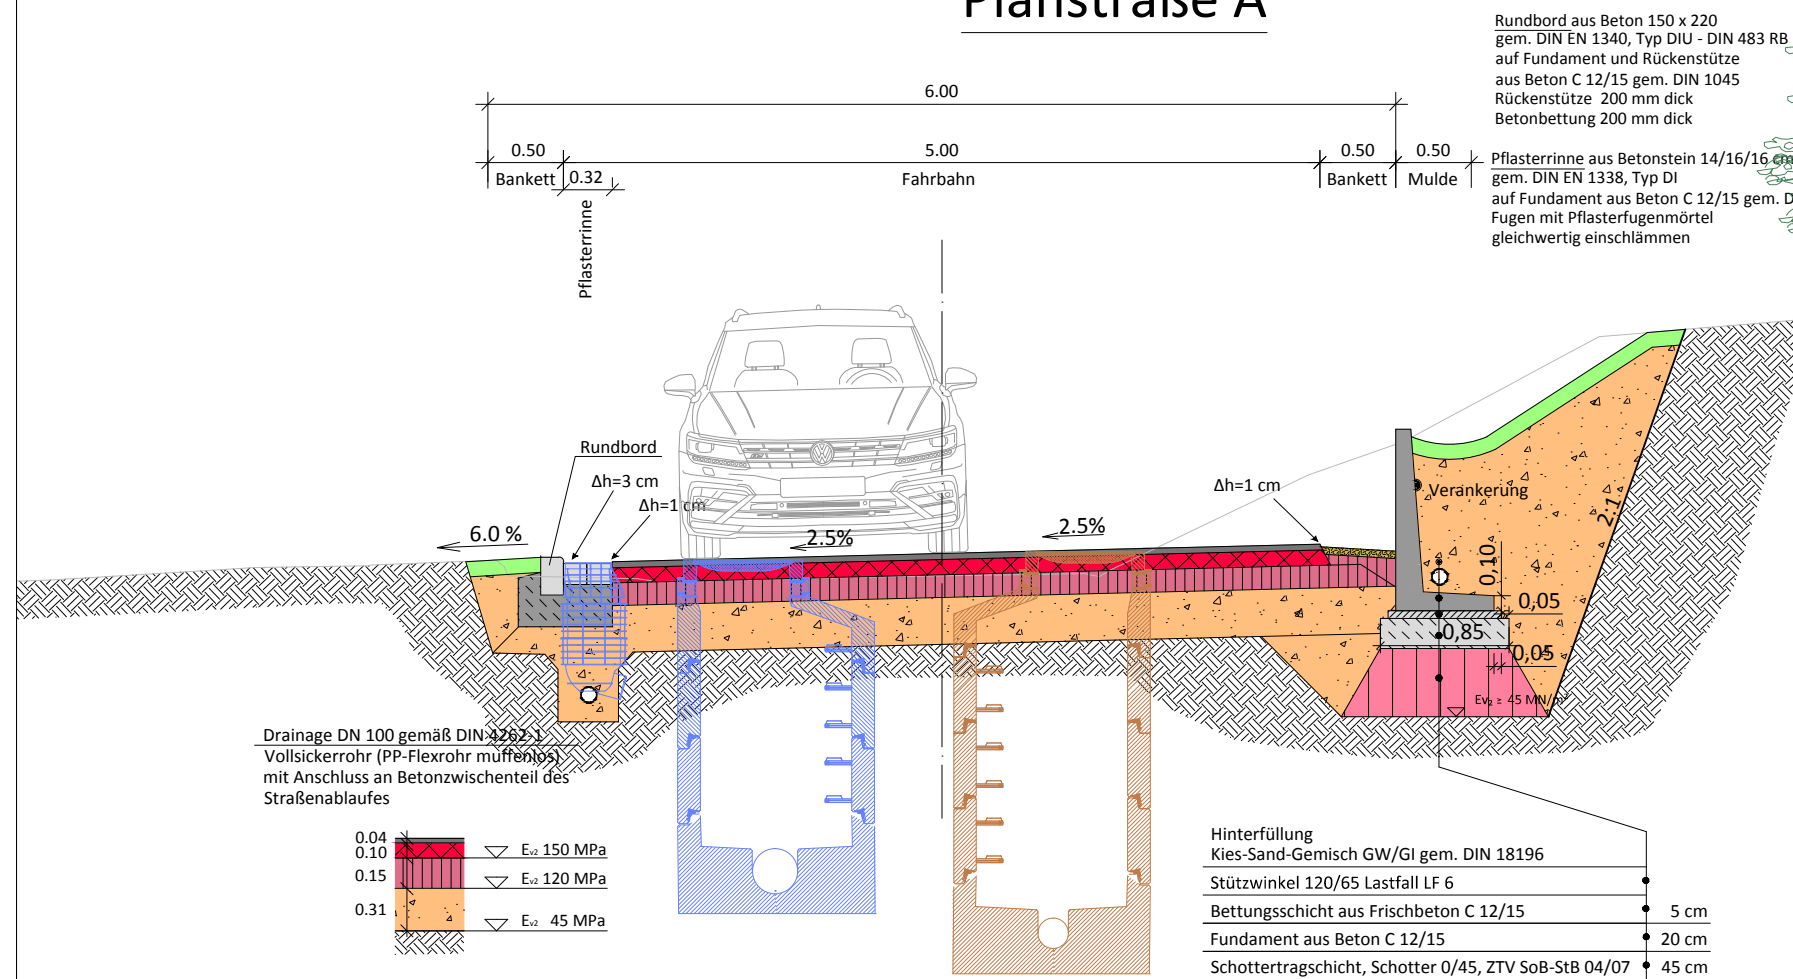 Planstraße A
Rundbord aus Beton 150 x 220
gem. DIN EN 1340, Typ DIU - DIN 483 RB
auf Fundament und Rückenstütze
aus Beton C 12/15 gem. DIN 1045
Rückenstütze 200 mm dick
Betonbettung 200 mm dick
Pflasterrinne aus Betonstein 14/16/16 cm
gem. DIN EN 1338, Typ DI
auf Fundament aus Beton C 12/15 gem. D
Fugen mit Pflasterfugenmörtel
gleichwertig einschlämmen
6.00
0.50
5.00
0.50
0.50
Bankett
0.32
Fahrbahn
Bankett
Mulde
Pflasterrinne
Rundbord
Δh=3 cm
Δh=1 cm
Δh=1 cm
6.0 %
2.5%
2.5%
Verankerung
2:1
0,10
0,05
0,85
0,05
Ev₂ ≥ 45 MN/m²
Drainage DN 100 gemäß DIN 4262-1
Vollsickerrohr (PP-Flexrohr muffenlos)
mit Anschluss an Betonzwischenteil des
Straßenablaufes
0.04
0.10
0.15
0.31
Ev₂ 150 MPa
Ev₂ 120 MPa
Ev₂ 45 MPa
Hinterfüllung
Kies-Sand-Gemisch GW/GI gem. DIN 18196
Stützwinkel 120/65 Lastfall LF 6
Bettungsschicht aus Frischbeton C 12/15 5 cm
Fundament aus Beton C 12/15 20 cm
Schottertragschicht, Schotter 0/45, ZTV SoB-StB 04/07 45 cm